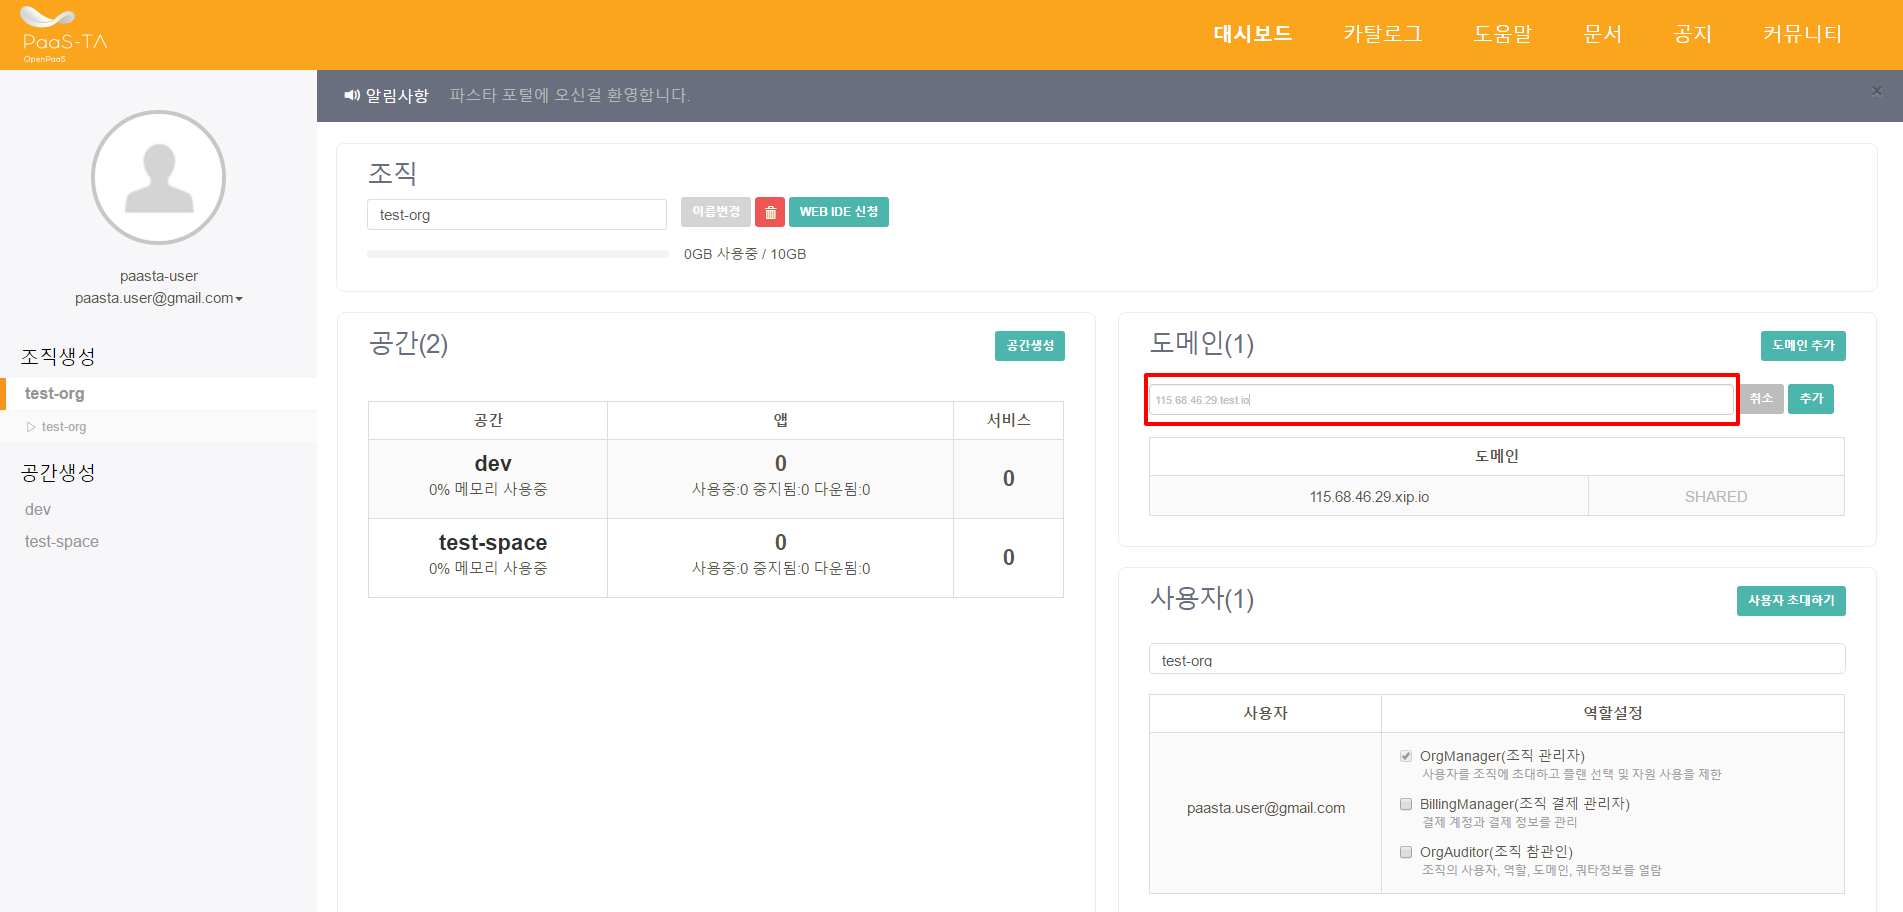 PaaS-TA
OpenPaaS
대시보드 카탈로그 도움말 문서 공지 커뮤니티
알림사항 파스타 포털에 오신걸 환영합니다.
×
paasta-user
paasta.user@gmail.com
조직생성
test-org
test-org
공간생성
dev
test-space
조직
test-org 이름변경 WEB IDE 신청
0GB 사용중 / 10GB
공간(2) 공간생성
공간 앱 서비스
dev 0 0
0% 메모리 사용중 사용중:0 중지됨:0 다운됨:0
test-space 0 0
0% 메모리 사용중 사용중:0 중지됨:0 다운됨:0
도메인(1) 도메인 추가
115.68.46.29.test.io 취소 추가
도메인
115.68.46.29.xip.io SHARED
사용자(1) 사용자 초대하기
test-org
사용자 역할설정
paasta.user@gmail.com
OrgManager(조직 관리자)
사용자를 조직에 초대하고 플랜 선택 및 자원 사용을 제한
BillingManager(조직 결제 관리자)
결제 계정과 결제 정보를 관리
OrgAuditor(조직 참관인)
조직의 사용자, 역할, 도메인, 쿼타정보를 열람